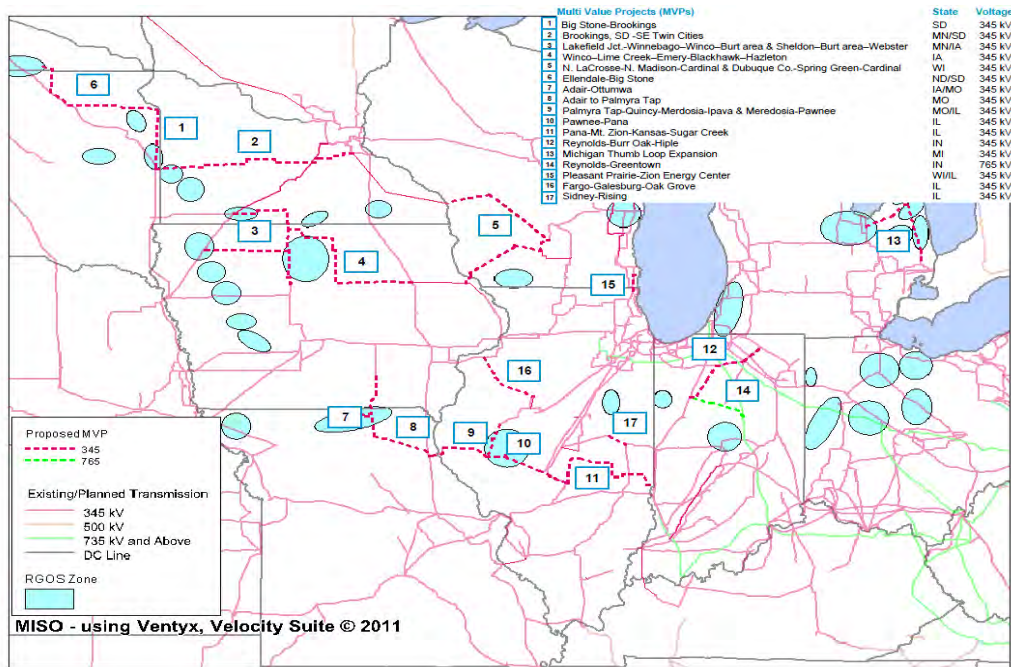 Multi Value Projects (MVPs) State Voltage
1 Big Stone-Brookings SD 345 kV
2 Brookings, SD -SE Twin Cities MN/SD 345 kV
3 Lakefield Jct.-Winnebago–Winco–Burt area & Sheldon–Burt area–Webster MN/IA 345 kV
4 Winco–Lime Creek–Emery-Blackhawk–Hazleton IA 345 kV
5 N. LaCrosse-N. Madison-Cardinal & Dubuque Co.-Spring Green-Cardinal WI 345 kV
6 Ellendale-Big Stone ND/SD 345 kV
7 Adair-Ottumwa IA/MO 345 kV
8 Adair to Palmyra Tap MO 345 kV
9 Palmyra Tap-Quincy-Merdosia-Ipava & Meredosia-Pawnee MO/IL 345 kV
10 Pawnee-Pana IL 345 kV
11 Pana-Mt. Zion-Kansas-Sugar Creek IL 345 kV
12 Reynolds-Burr Oak-Hiple IN 345 kV
13 Michigan Thumb Loop Expansion MI 345 kV
14 Reynolds-Greentown IN 765 kV
15 Pleasant Prairie-Zion Energy Center WI/IL 345 kV
16 Fargo-Galesburg-Oak Grove IL 345 kV
17 Sidney-Rising IL 345 kV
6
1
2
3
4
5
13
15
12
16
14
7
8
9
10
17
11
Proposed MVP
345
765
Existing/Planned Transmission
345 kV
500 kV
735 kV and Above
DC Line
RGOS Zone
MISO - using Ventyx, Velocity Suite © 2011